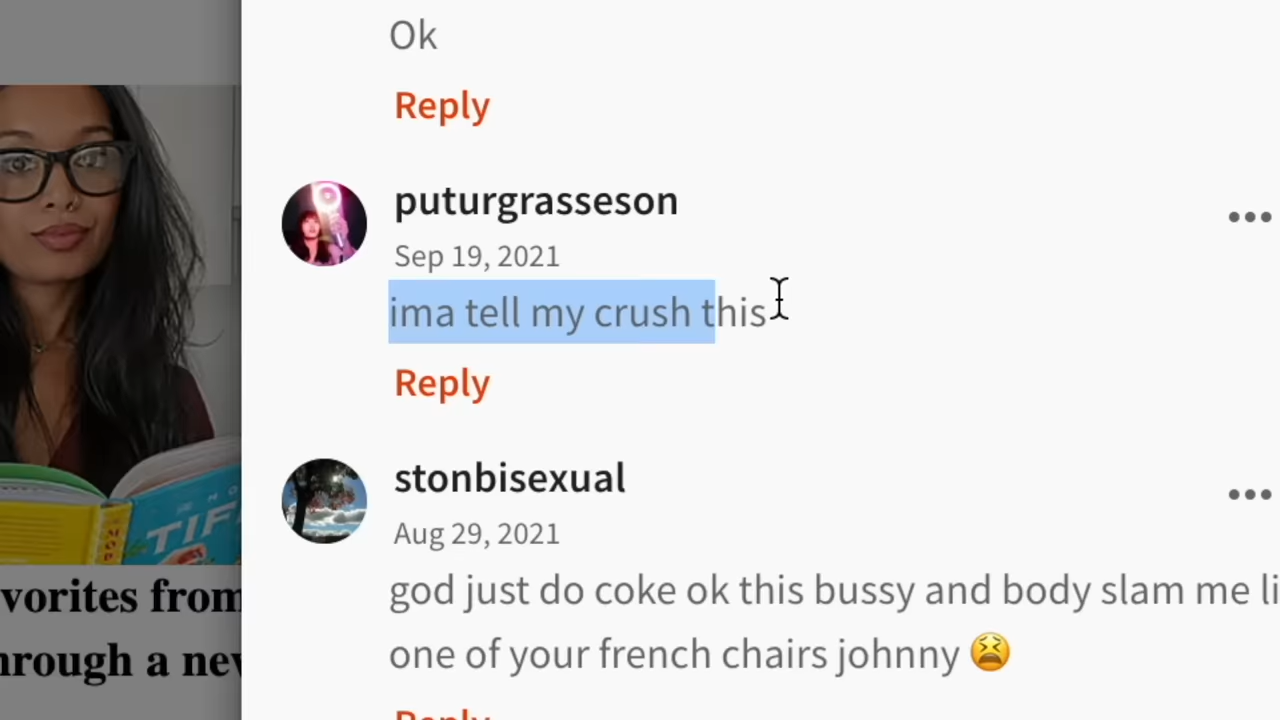 Ok
Reply
puturgrasseson
Sep 19, 2021
ima tell my crush this
Reply
stonbisexual
Aug 29, 2021
god just do coke ok this bussy and body slam me li
one of your french chairs johnny 😫
Reply
TIF
vorites from
hrough a nev